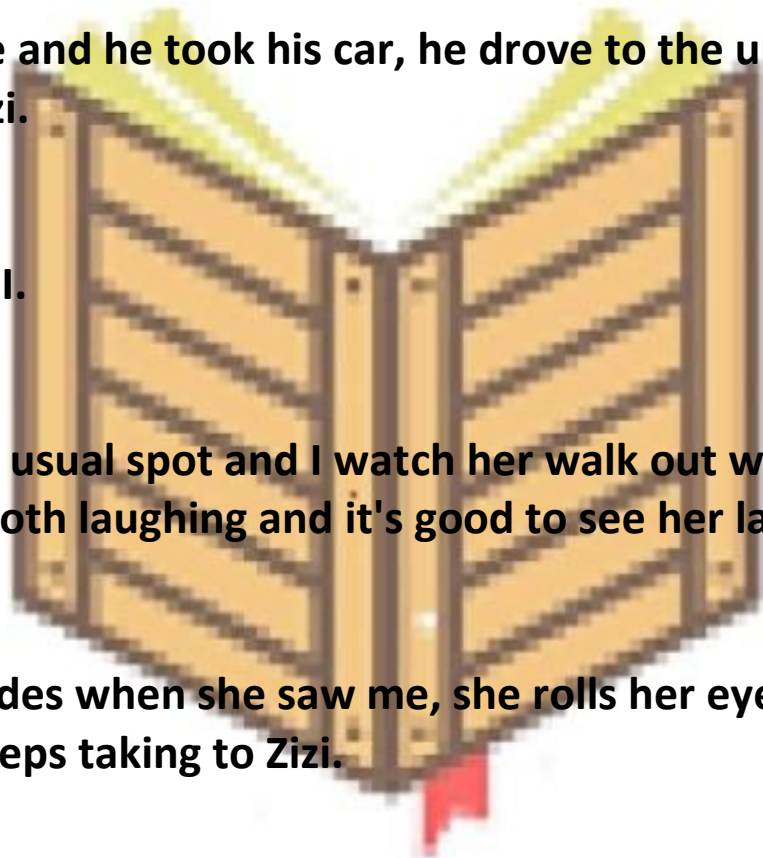 e and he took his car, he drove to the u
zi.
l.
usual spot and I watch her walk out w
oth laughing and it's good to see her la
des when she saw me, she rolls her eye
eps taking to Zizi.